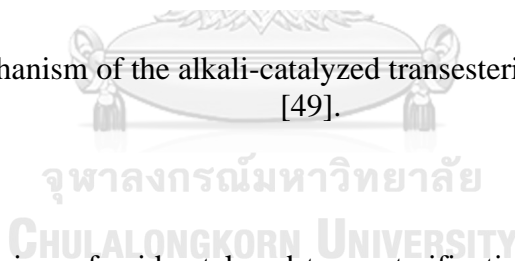 hanism of the alkali-catalyzed transesteri
[49].
จุฬาลงกรณ์มหาวิทยาลัย
CHULALONGKORN UNIVERSITY